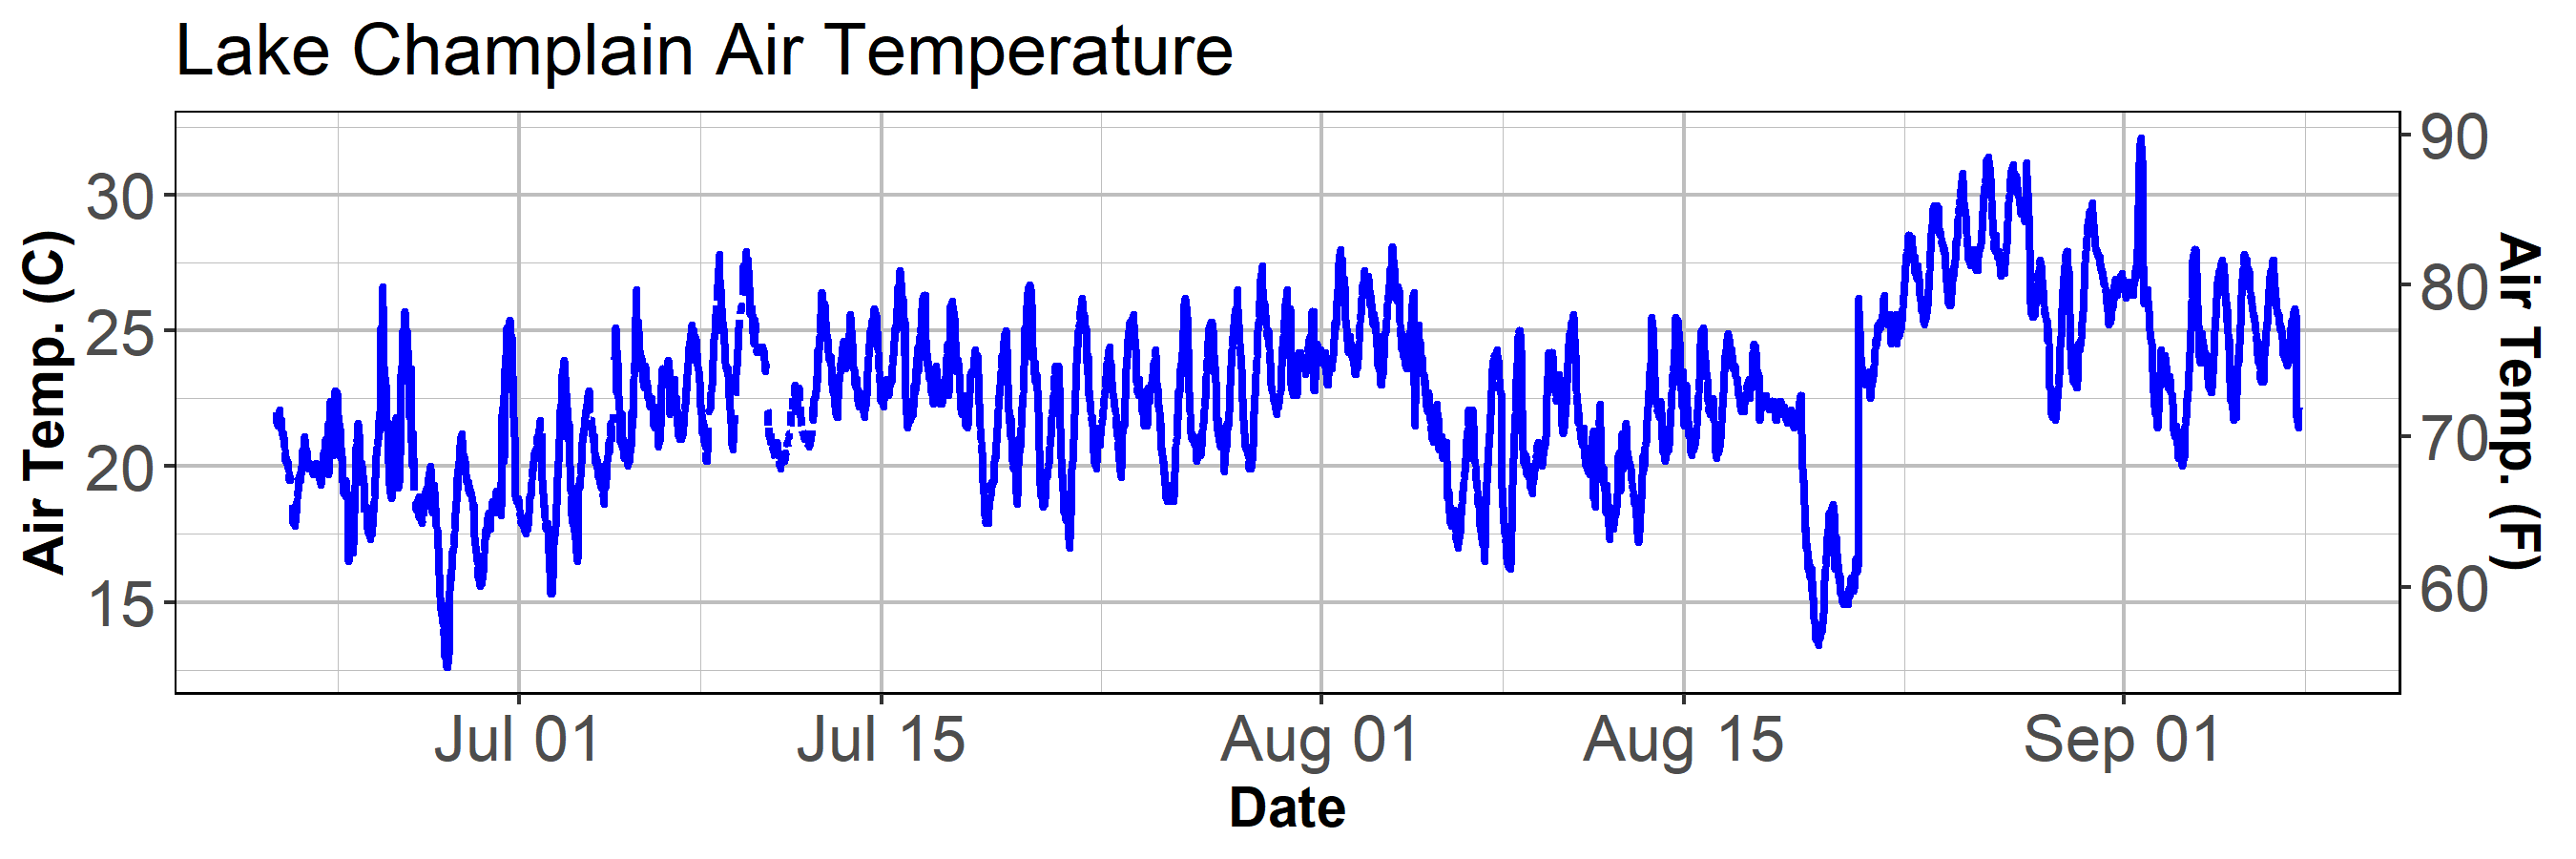 Lake Champlain Air Temperature
Air Temp. (C)
30
25
20
15
90
80
70
60
Air Temp. (F)
Jul 01 Jul 15 Aug 01 Aug 15 Sep 01
Date